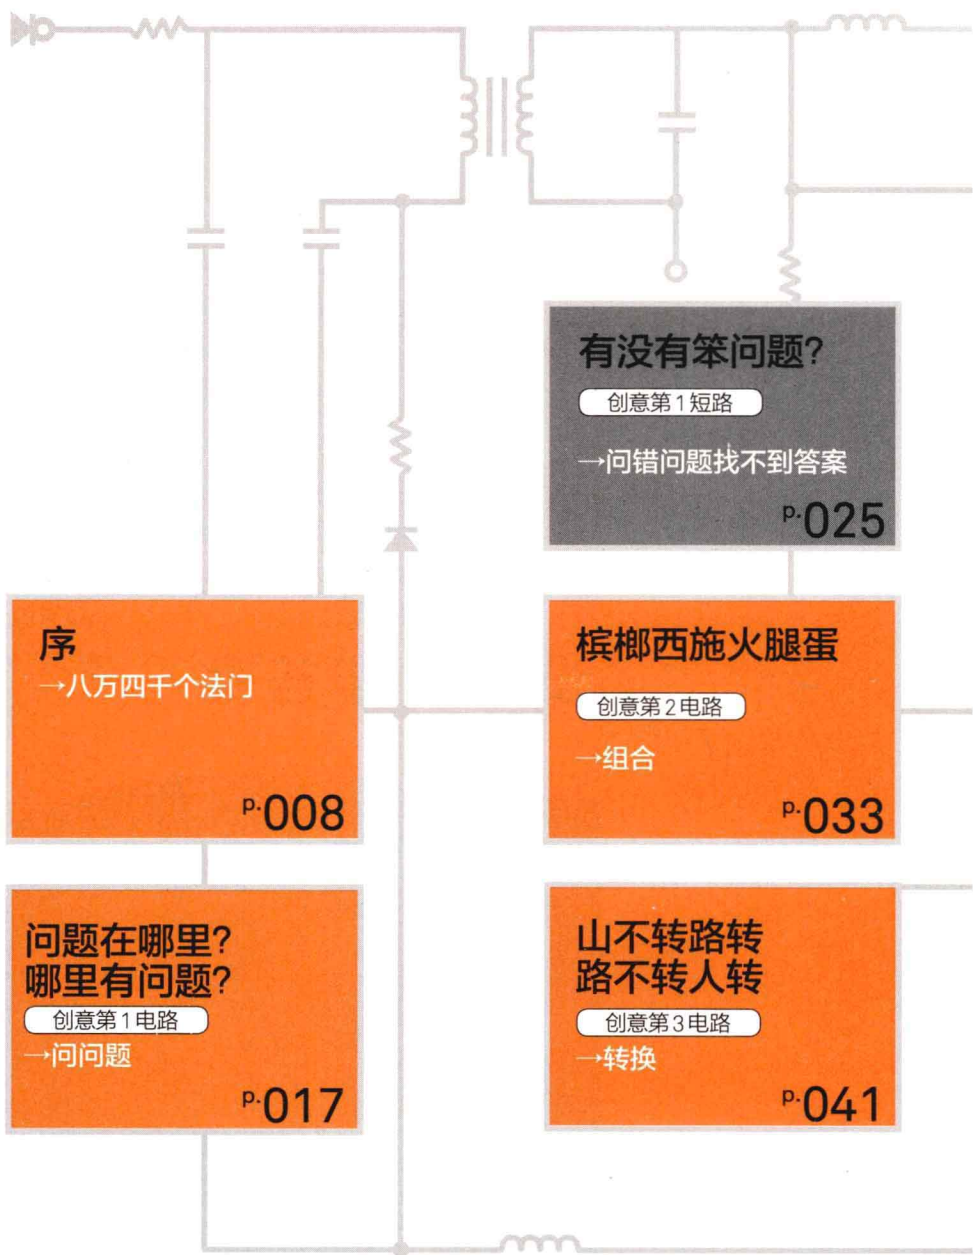 序
→八万四千个法门
p.008
问题在哪里?
哪里有问题?
创意第1电路
→问问题
p.017
有没有笨问题?
创意第1短路
→问错问题找不到答案
p.025
槟榔西施火腿蛋
创意第2电路
→组合
p.033
山不转路转
路不转人转
创意第3电路
→转换
p.041